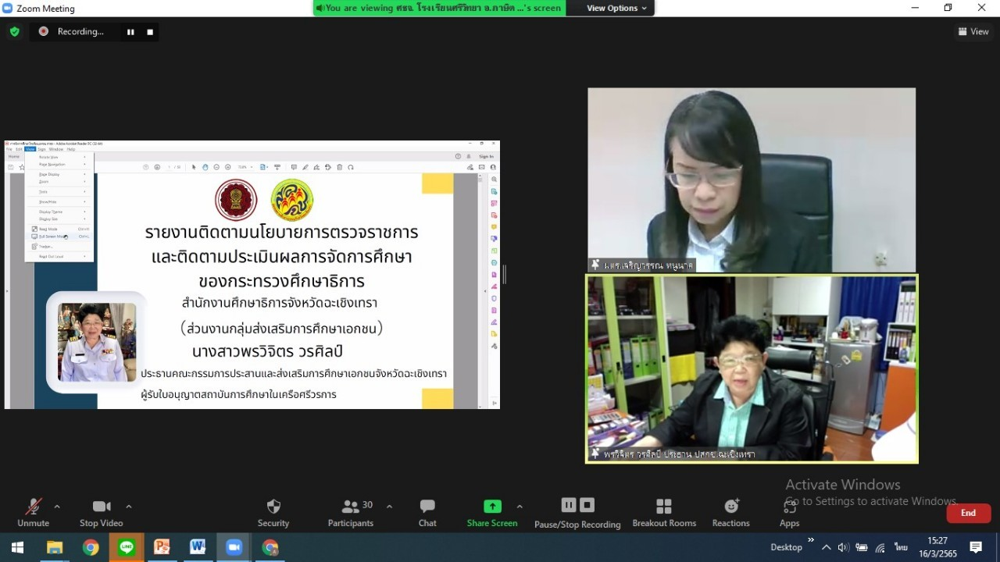 Zoom Meeting
You are viewing ศธจ. โรงเรียนศรีวิทยา อ.ภาษิต ...'s screen
View Options
Recording...
View
Adobe Acrobat Reader DC (32-bit)
File Edit View Sign Window Help
Home
Sign In
Rotate View
Page Navigation
Page Display
Zoom
Tools
Show/Hide
Display Theme
Display Size
Read Mode Ctrl+H
Full Screen Mode Ctrl+L
Tracker...
Read Out Loud
รายงานติดตามนโยบายการตรวจราชการ
และติดตามประเมินผลการจัดการศึกษา
ของกระทรวงศึกษาธิการ
สำนักงานศึกษาธิการจังหวัดฉะเชิงเทรา
(ส่วนงานกลุ่มส่งเสริมการศึกษาเอกชน)
นางสาวพรวิจิตร วรศิลป์
ประธานคณะกรรมการประสานและส่งเสริมการศึกษาเอกชนจังหวัดฉะเชิงเทรา
ผู้รับใบอนุญาตสถาบันการศึกษาในเครือศรีวรการ
ผตร.เจริญวรรณ หนูนาค
พรวิจิตร วรศิลป์ ประธาน ปสกช.ฉะเชิงเทรา
Activate Windows
Go to Settings to activate Windows.
Unmute
Stop Video
Security
Participants 30
Chat
Share Screen
Pause/Stop Recording
Breakout Rooms
Reactions
Apps
End
LINE
Desktop
ไทย
15:27
16/3/2565